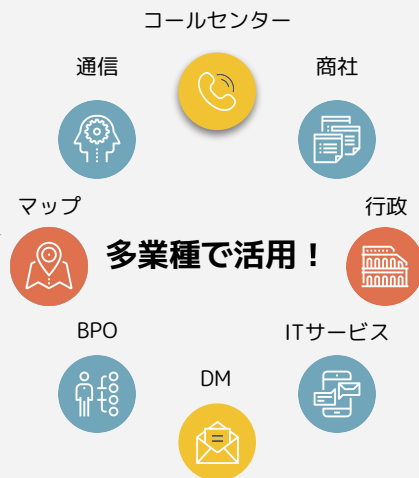 コールセンター
通信
商社
マップ
行政
多業種で活用！
BPO
ITサービス
DM